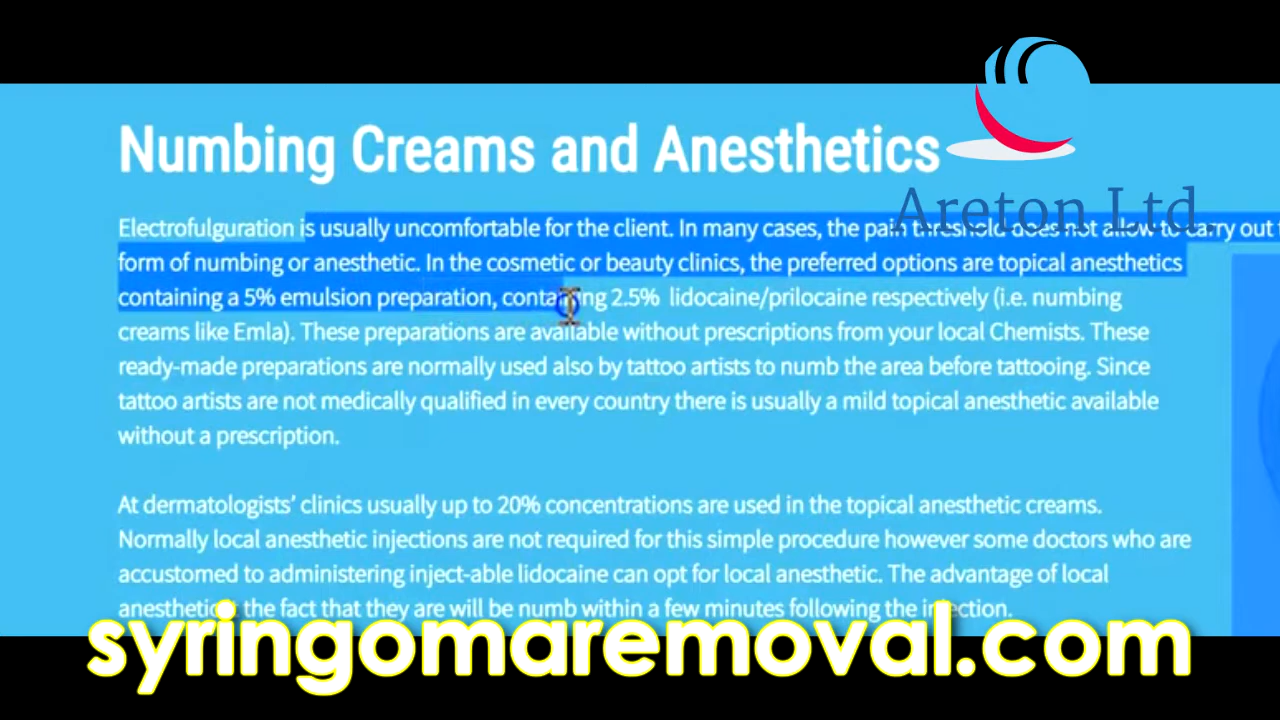 Numbing Creams and Anesthetics
Areton Ltd.
Electrofulguration is usually uncomfortable for the client. In many cases, the pain threshold does not allow to carry out
form of numbing or anesthetic. In the cosmetic or beauty clinics, the preferred options are topical anesthetics
containing a 5% emulsion preparation, containing 2.5% lidocaine/prilocaine respectively (i.e. numbing
creams like Emla). These preparations are available without prescriptions from your local Chemists. These
ready-made preparations are normally used also by tattoo artists to numb the area before tattooing. Since
tattoo artists are not medically qualified in every country there is usually a mild topical anesthetic available
without a prescription.
At dermatologists’ clinics usually up to 20% concentrations are used in the topical anesthetic creams.
Normally local anesthetic injections are not required for this simple procedure however some doctors who are
accustomed to administering inject-able lidocaine can opt for local anesthetic. The advantage of local
the fact that they are will be numb within a few minutes following the injection.
syringomaremoval.com